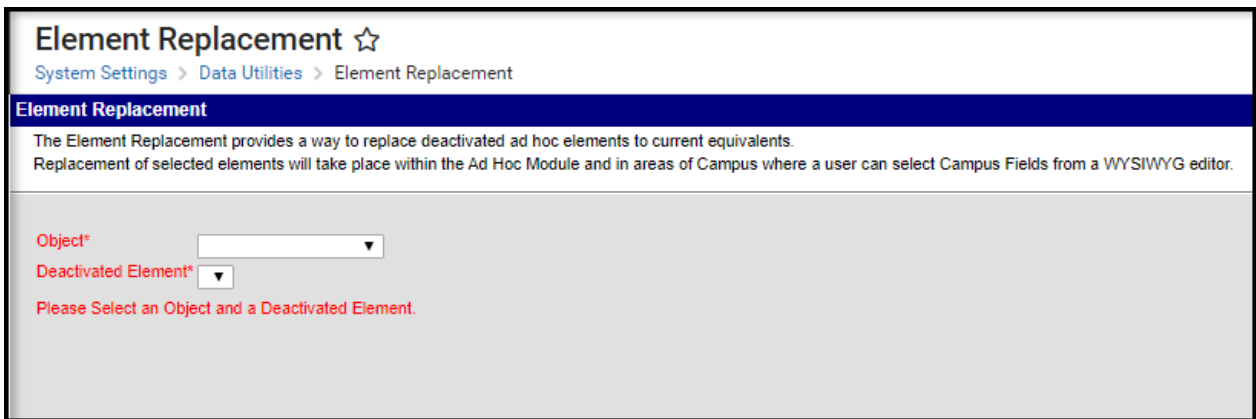 Element Replacement ☆
System Settings > Data Utilities > Element Replacement
Element Replacement
The Element Replacement provides a way to replace deactivated ad hoc elements to current equivalents.
Replacement of selected elements will take place within the Ad Hoc Module and in areas of Campus where a user can select Campus Fields from a WYSIWYG editor.
Object*
Deactivated Element*
Please Select an Object and a Deactivated Element.